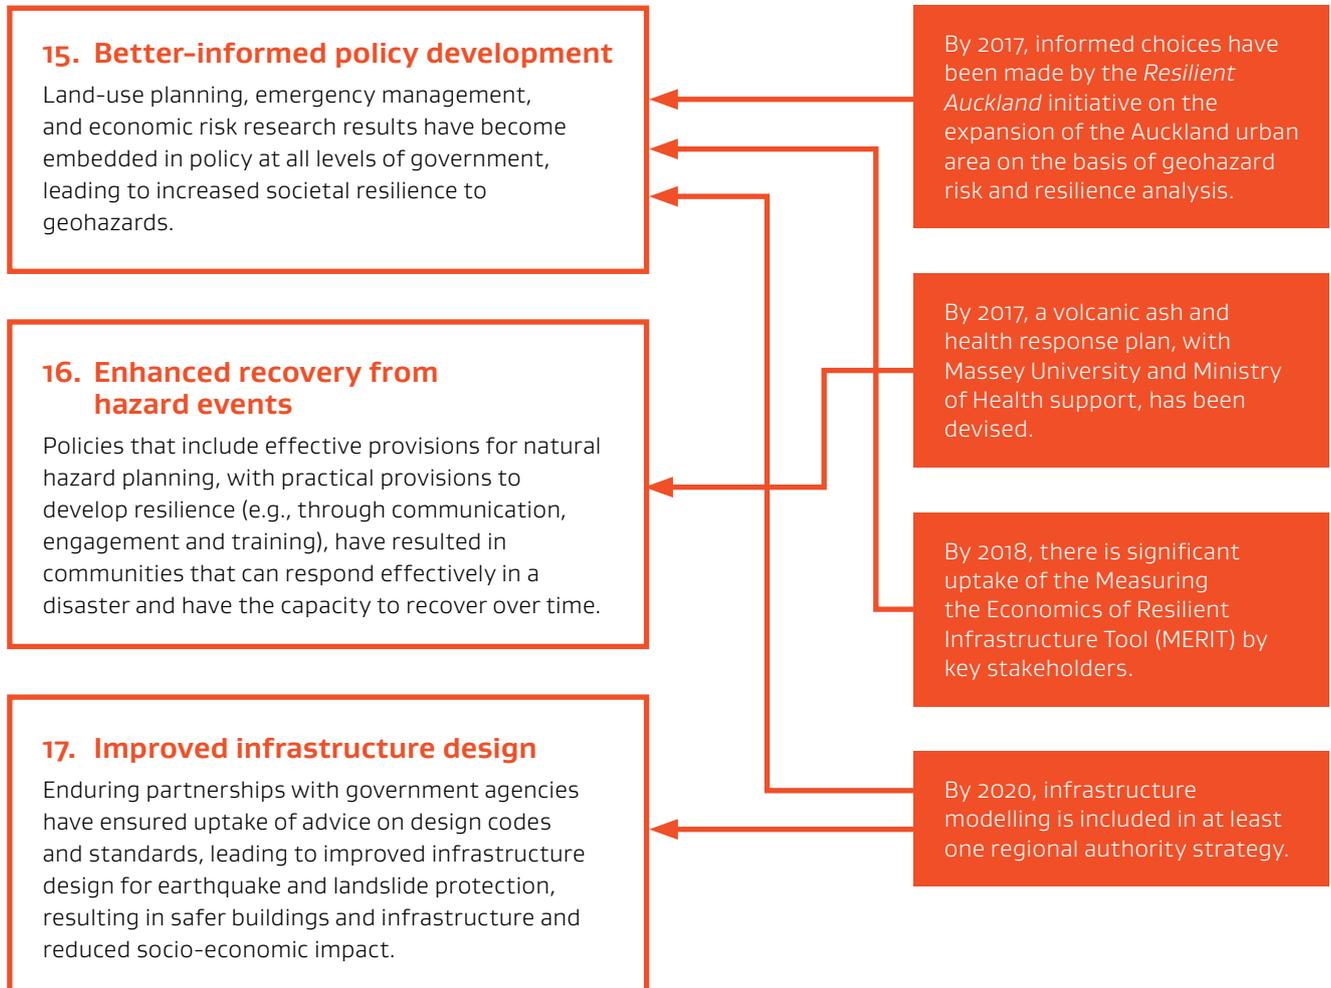 15. Better-informed policy development
Land-use planning, emergency management,
and economic risk research results have become
embedded in policy at all levels of government,
leading to increased societal resilience to
geohazards.
16. Enhanced recovery from
hazard events
Policies that include effective provisions for natural
hazard planning, with practical provisions to
develop resilience (e.g., through communication,
engagement and training), have resulted in
communities that can respond effectively in a
disaster and have the capacity to recover over time.
17. Improved infrastructure design
Enduring partnerships with government agencies
have ensured uptake of advice on design codes
and standards, leading to improved infrastructure
design for earthquake and landslide protection,
resulting in safer buildings and infrastructure and
reduced socio-economic impact.
By 2017, informed choices have
been made by the Resilient
Auckland initiative on the
expansion of the Auckland urban
area on the basis of geohazard
risk and resilience analysis.
By 2017, a volcanic ash and
health response plan, with
Massey University and Ministry
of Health support, has been
devised.
By 2018, there is significant
uptake of the Measuring
the Economics of Resilient
Infrastructure Tool (MERIT) by
key stakeholders.
By 2020, infrastructure
modelling is included in at least
one regional authority strategy.